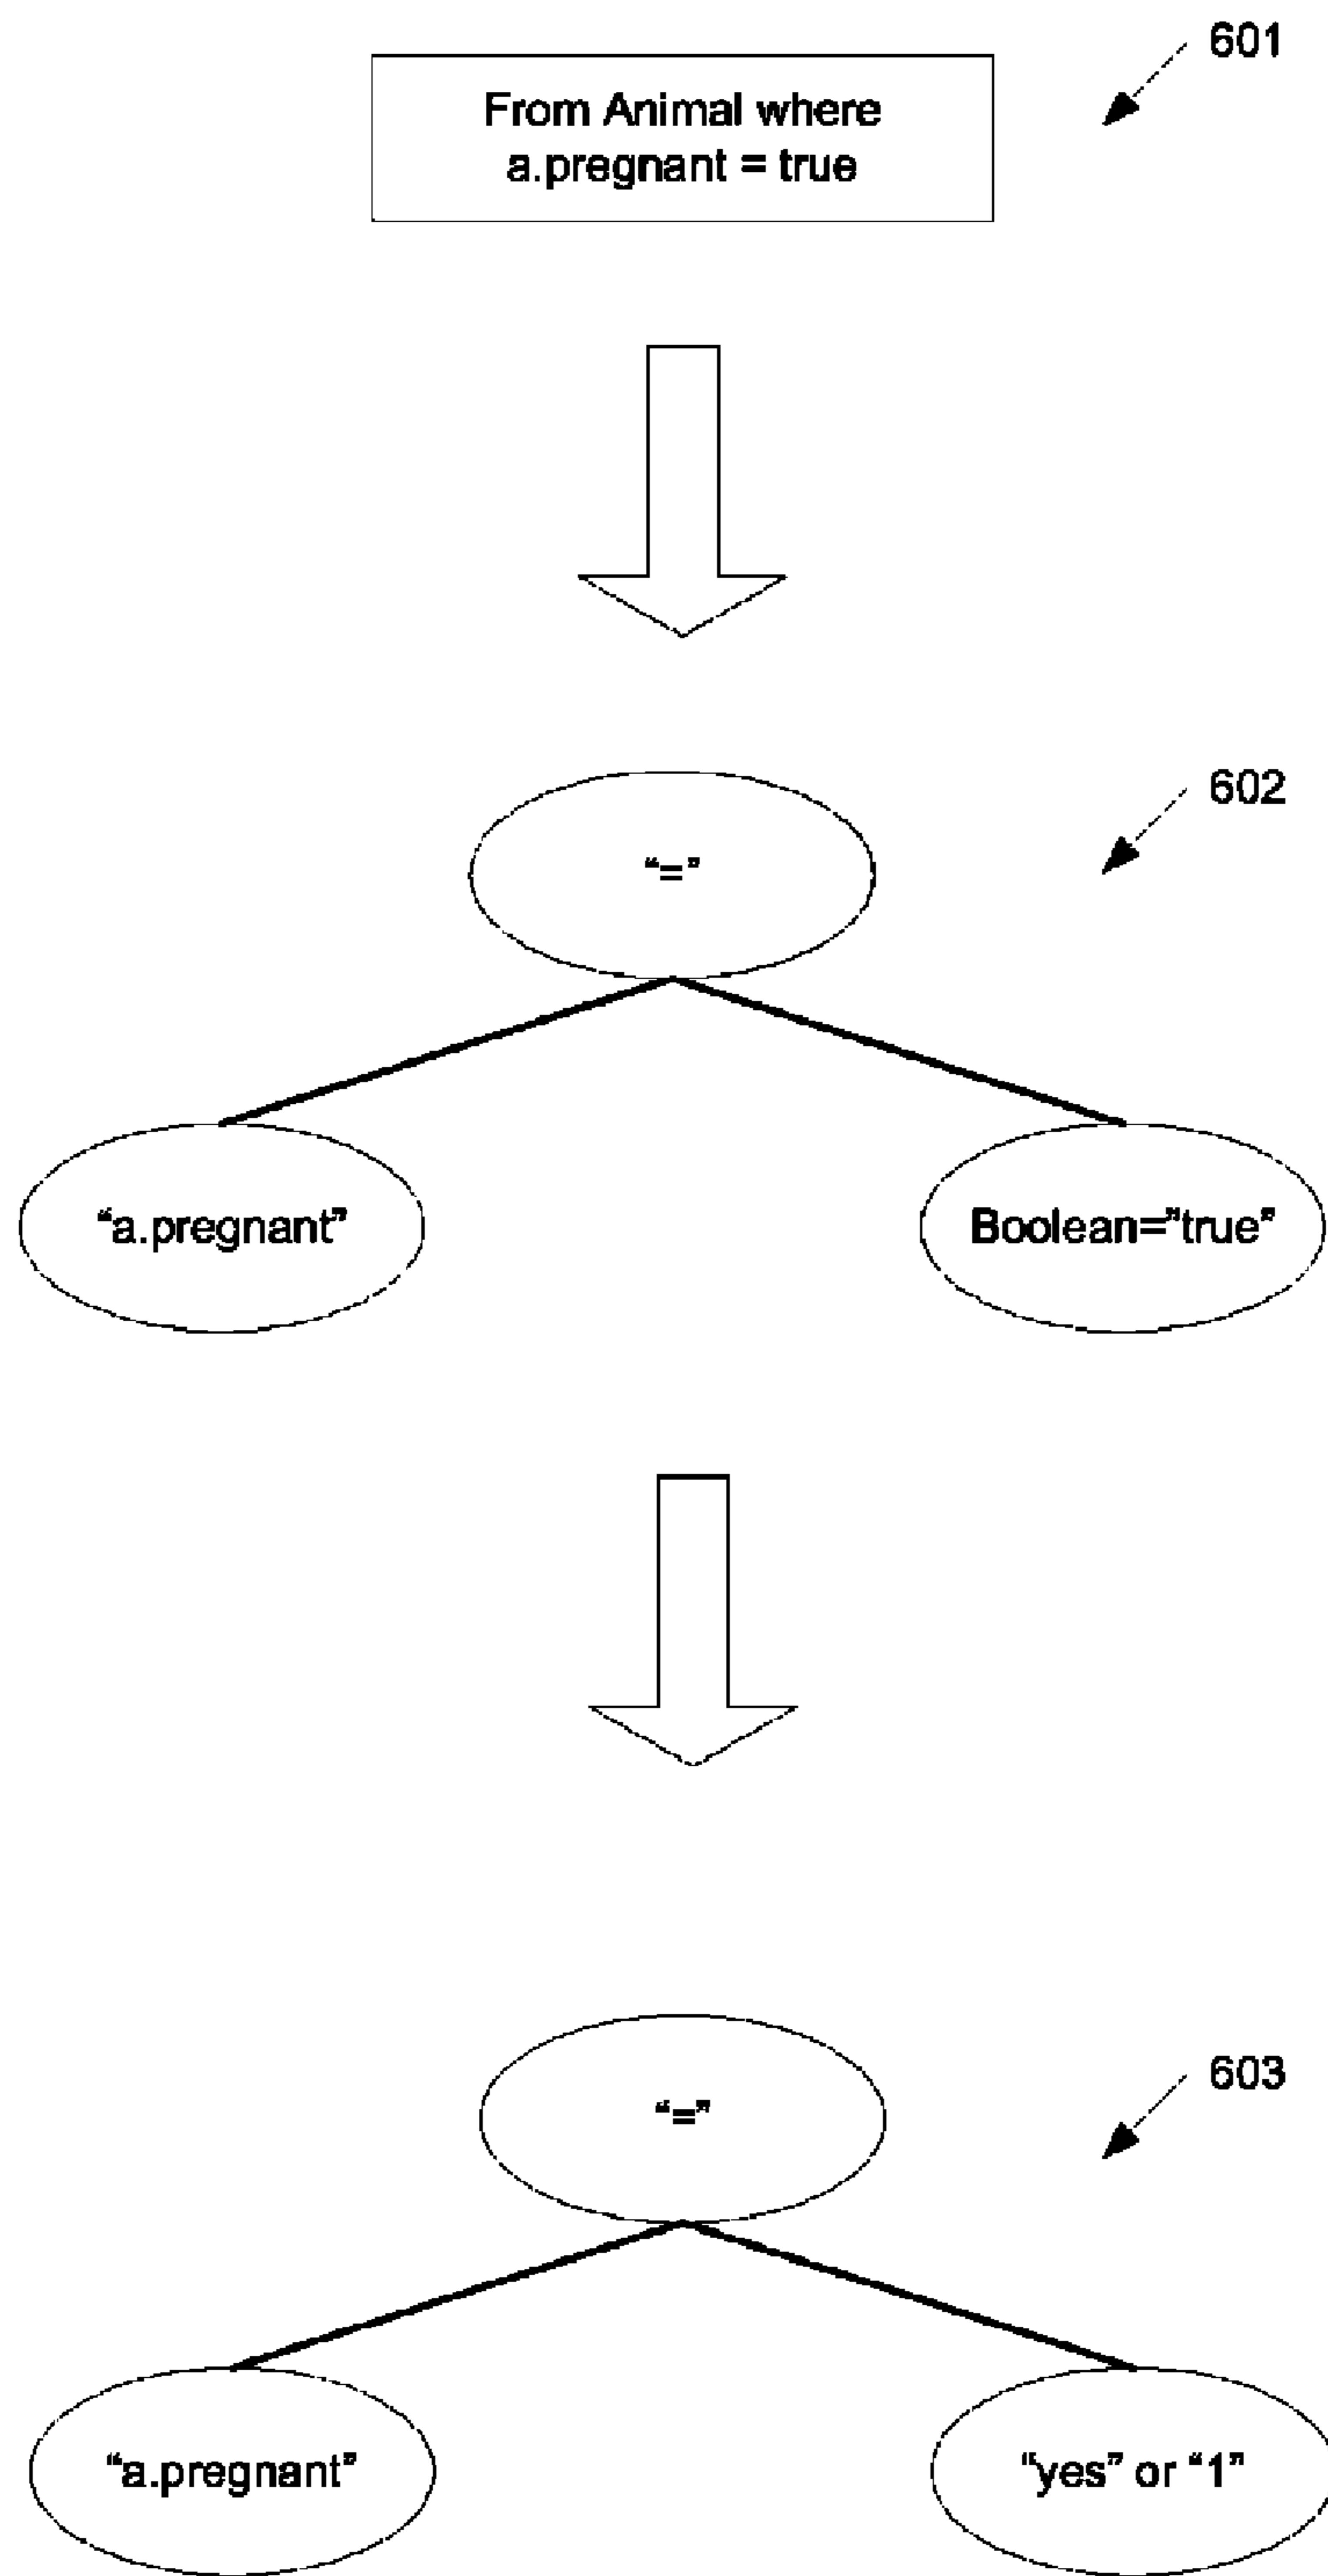 601
From Animal where
a.pregnant = true
602
“=”
“a.pregnant”
Boolean=”true”
603
“=”
“a.pregnant”
“yes” or “1”